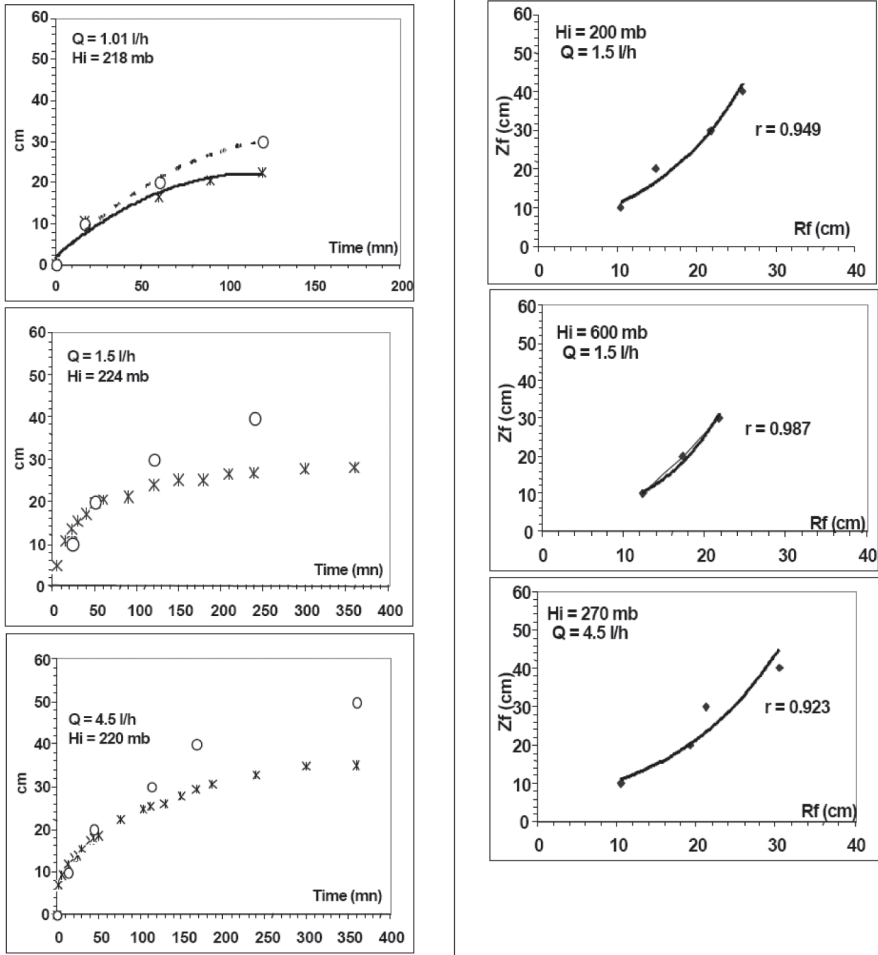 60
50
40
30
20
10
0
cm
Q = 1.01 l/h
Hi = 218 mb
Time (mn)
0 50 100 150 200
60
50
40
30
20
10
0
cm
Q = 1.5 l/h
Hi = 224 mb
Time (mn)
0 50 100 150 200 250 300 350 400
60
50
40
30
20
10
0
cm
Q = 4.5 l/h
Hi = 220 mb
Time (mn)
0 50 100 150 200 250 300 350 400
60
50
40
30
20
10
0
Zf (cm)
Hi = 200 mb
Q = 1.5 l/h
r = 0.949
Rf (cm)
0 10 20 30 40
60
50
40
30
20
10
0
Zf (cm)
Hi = 600 mb
Q = 1.5 l/h
r = 0.987
Rf (cm)
0 10 20 30 40
60
50
40
30
20
10
0
Zf (cm)
Hi = 270 mb
Q = 4.5 l/h
r = 0.923
Rf (cm)
0 10 20 30 40